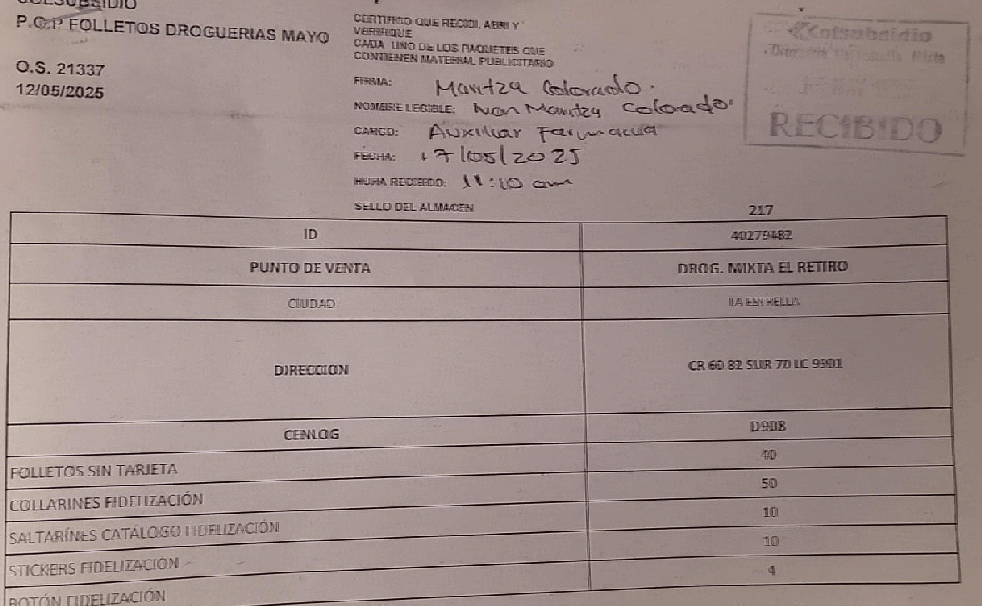 COLSUBSIDIO
P.O.P FOLLETOS DROGUERIAS MAYO
O.S. 21337
12/05/2025
CERTIFICO QUE RECIBI, ABRI Y
VERIFIQUE
CADA UNO DE LOS PAQUETES QUE
CONTIENEN MATERIAL PUBLICITARIO
FIRMA: Maritza Colorado.
NOMBRE LEGIBLE: Maritza Colorado
CARGO: Auxiliar Farmacia
FECHA: 17/05/2025
HORA RECIBIDO: 11:10 am
SELLO DEL ALMACEN
Colsubsidio
RECIBIDO
217
ID 40279482
PUNTO DE VENTA DROG. MIXTA EL RETIRO
CIUDAD
DIRECCION CR 60 82 SUR 70 LC 9901
CENLOG D908
FOLLETOS SIN TARJETA 40
COLLARINES FIDELIZACIÓN 50
SALTARÍNES CATÁLOGO FIDELIZACIÓN 10
STICKERS FIDELIZACIÓN 10
BOTÓN FIDELIZACIÓN 4